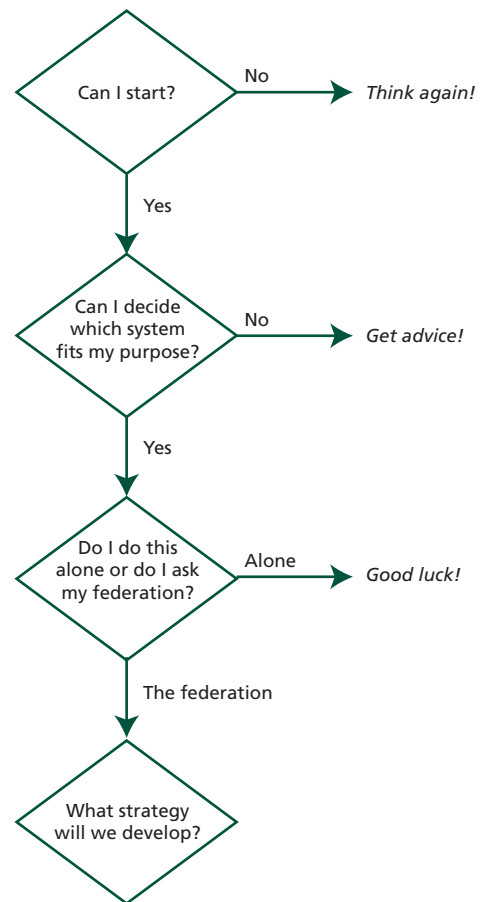 No
Can I start?
Think again!
Yes
Can I decide
which system
fits my purpose?
No
Get advice!
Yes
Do I do this
alone or do I ask
my federation?
Alone
Good luck!
The federation
What strategy
will we develop?